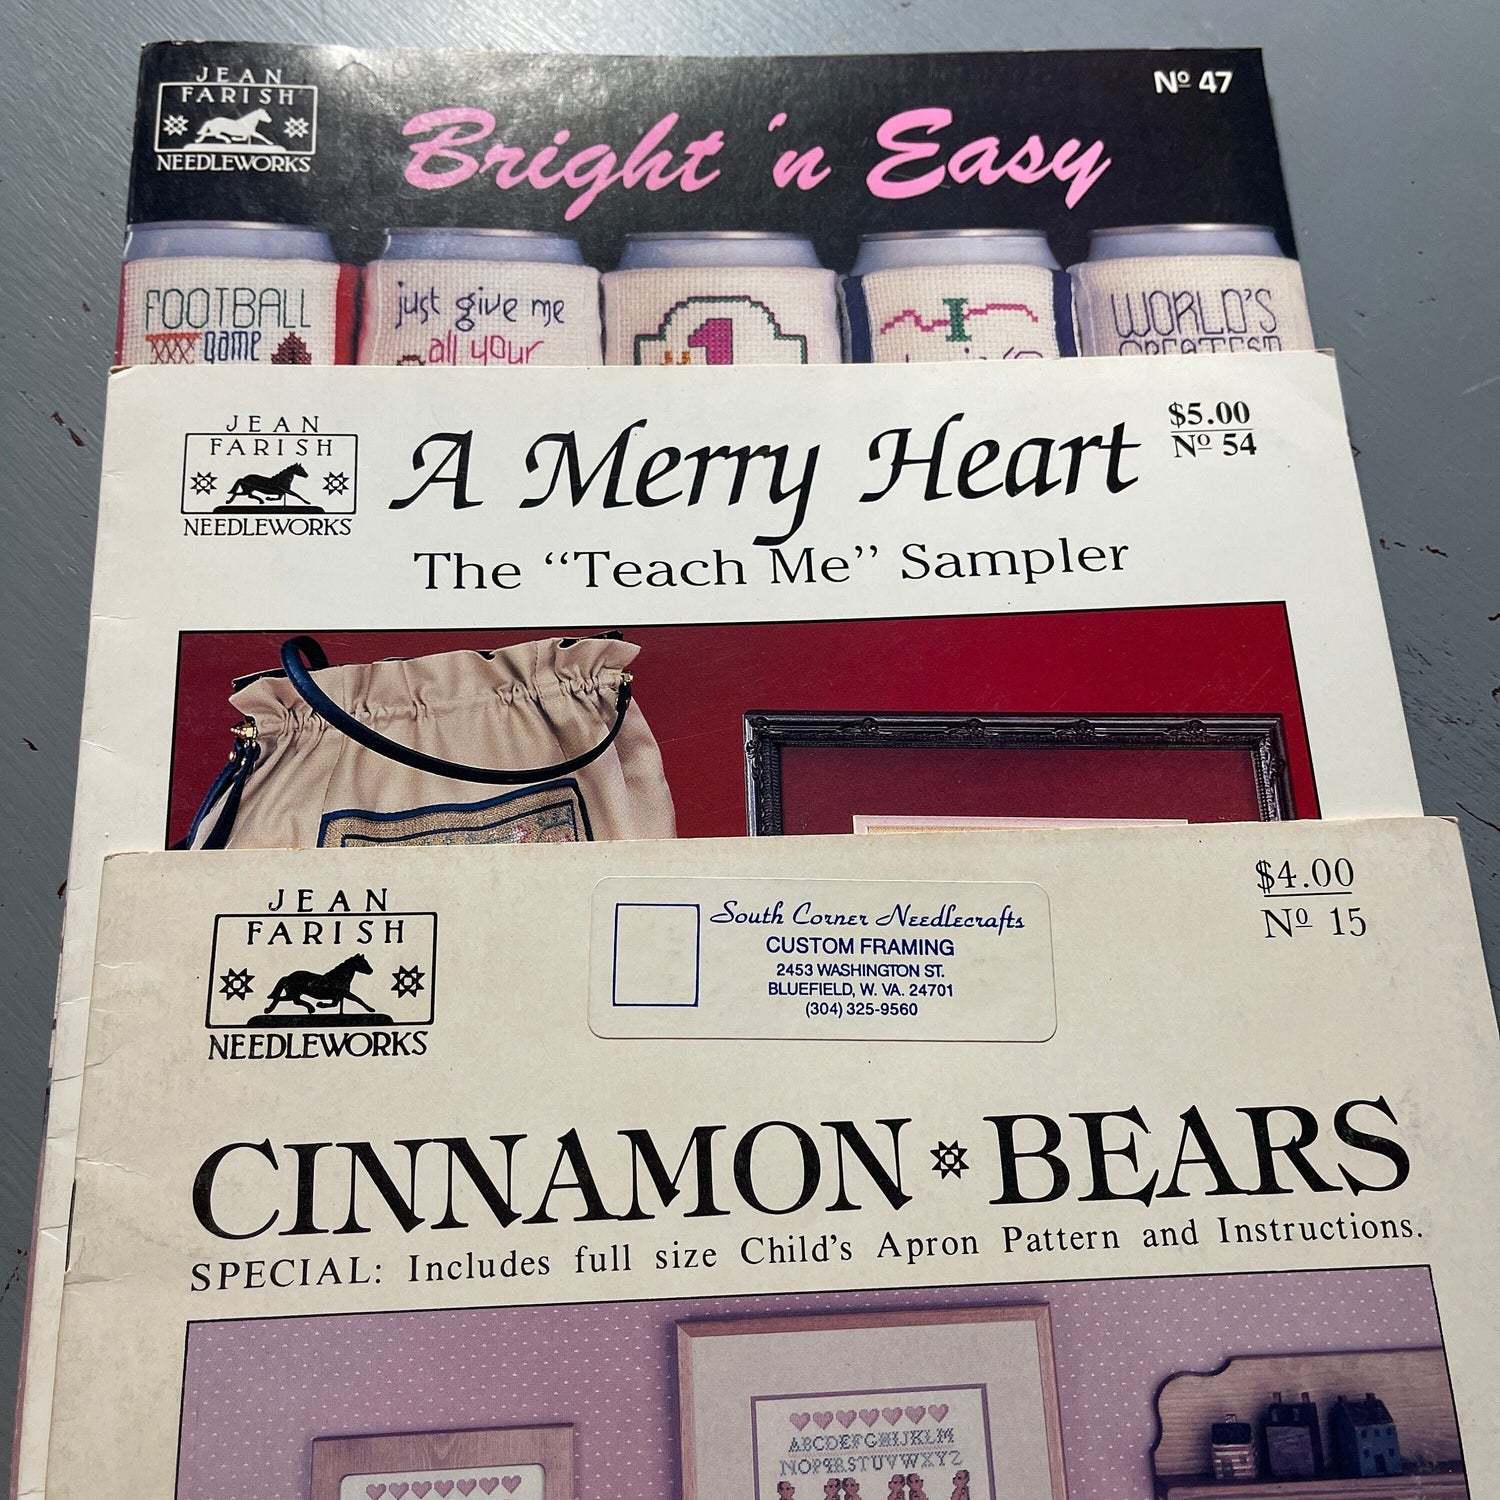 JEAN
FARISH
NEEDLEWORKS
Bright 'n Easy
Nº 47
FOOTBALL
game
just give me
all your
#1
I
WORLD'S
GREATEST
JEAN
FARISH
NEEDLEWORKS
A Merry Heart
$5.00
Nº 54
The “Teach Me” Sampler
JEAN
FARISH
NEEDLEWORKS
South Corner Needlecrafts
CUSTOM FRAMING
2453 WASHINGTON ST.
BLUEFIELD, W. VA. 24701
(304) 325-9560
$4.00
Nº 15
CINNAMON BEARS
SPECIAL: Includes full size Child's Apron Pattern and Instructions.
ABCDEFGHIJKLM
NOPQRSTUVWXYZ